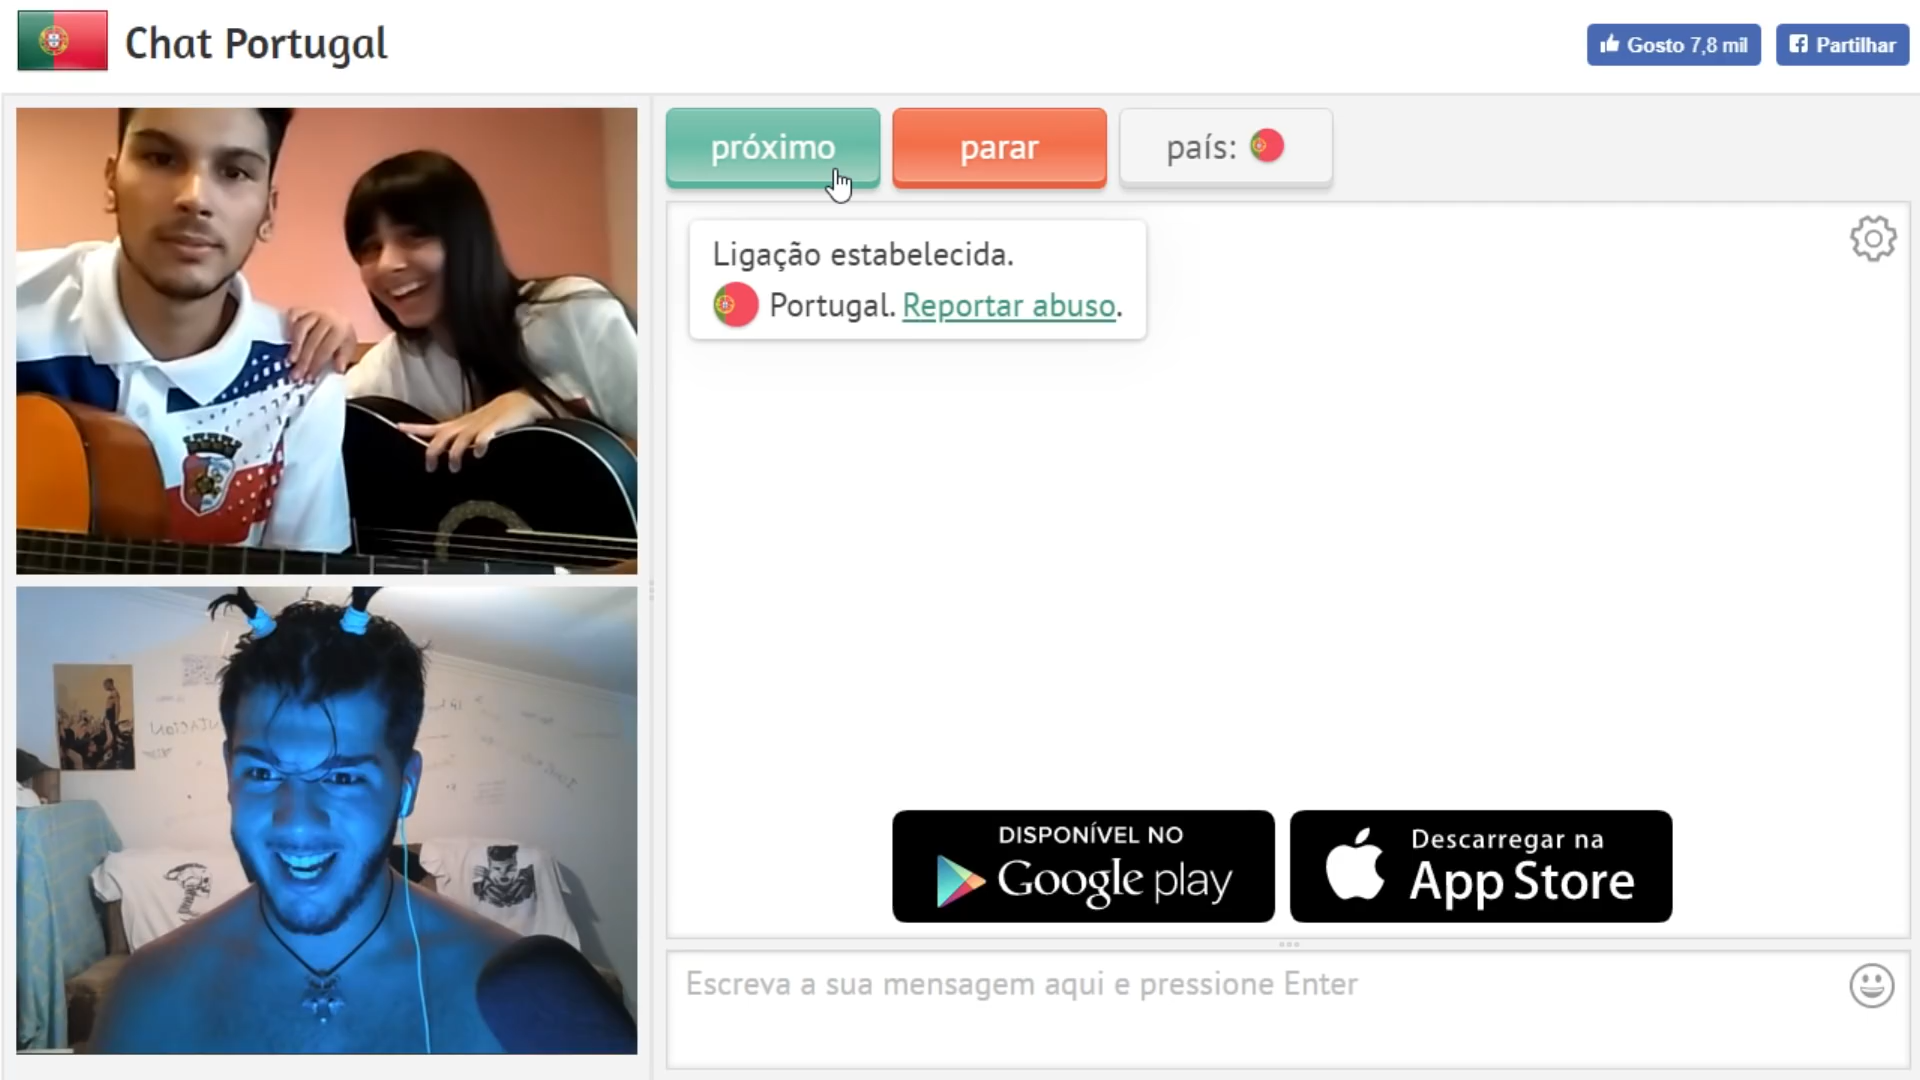 Chat Portugal
Gosto 7,8 mil
Partilhar
próximo
parar
país:
Ligação estabelecida.
Portugal. Reportar abuso.
DISPONÍVEL NO
Google play
Descarregar na
App Store
Escreva a sua mensagem aqui e pressione Enter